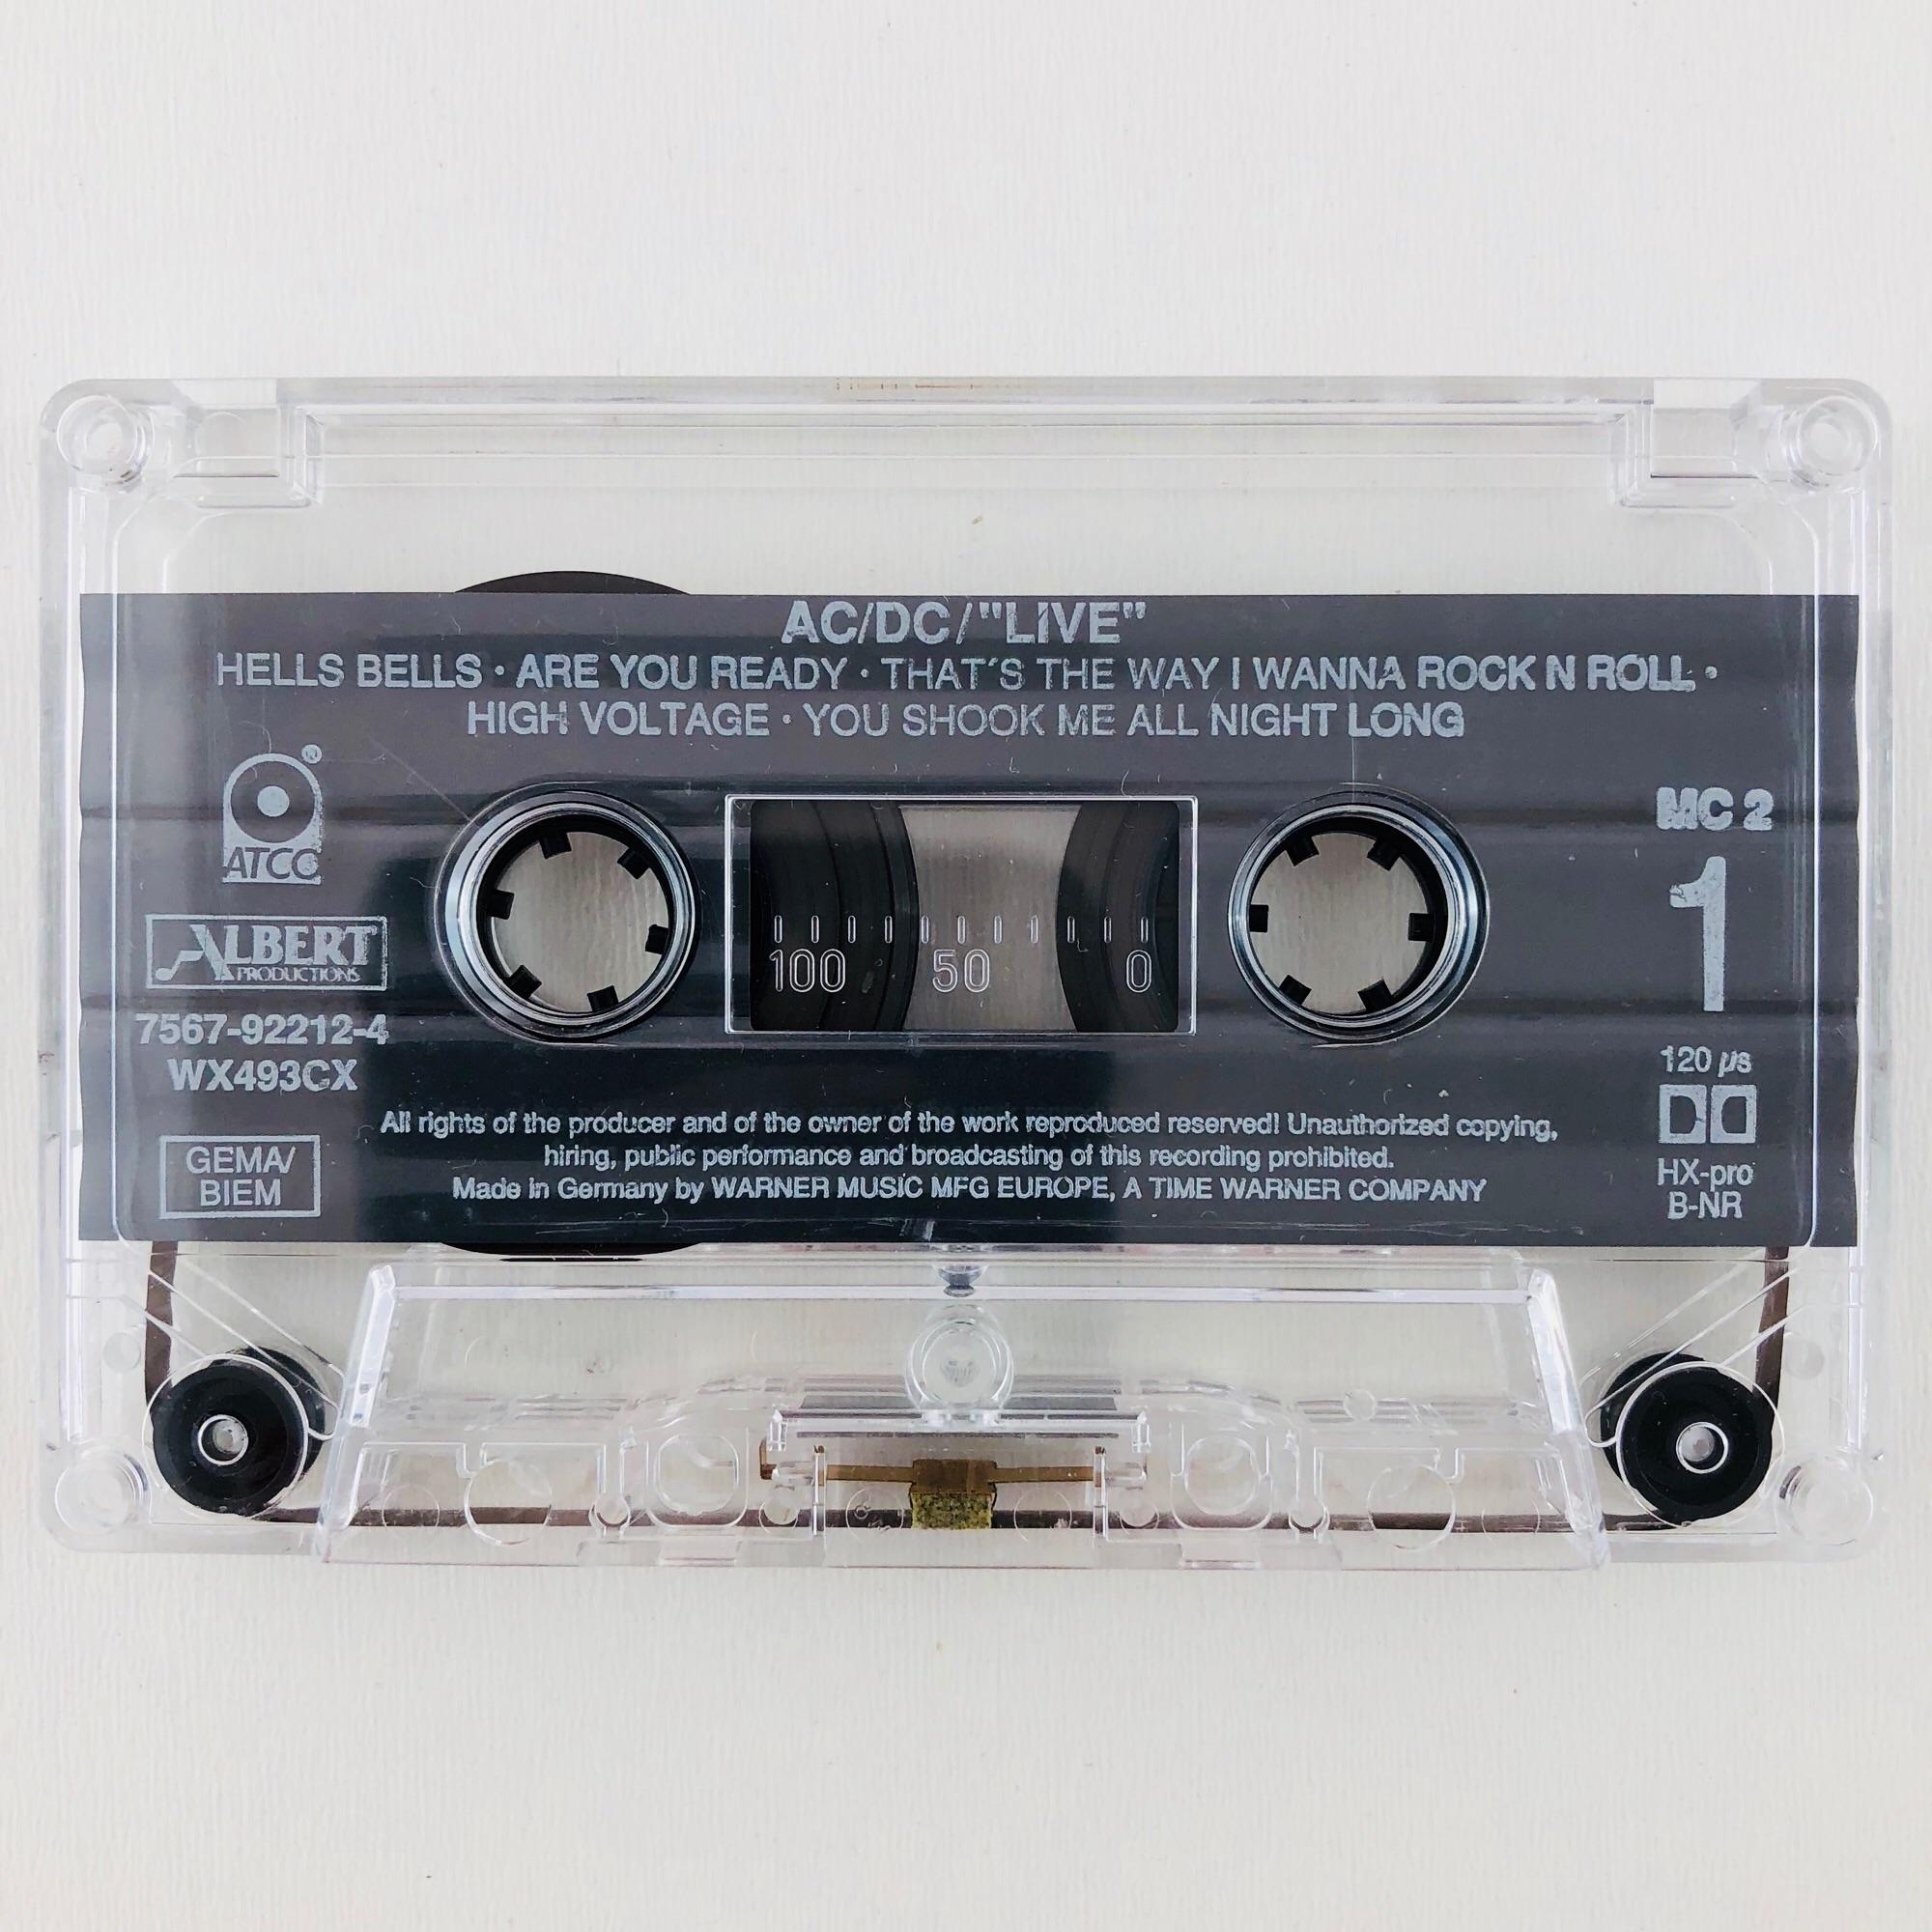 AC/DC/"LIVE"
HELLS BELLS · ARE YOU READY · THAT´S THE WAY I WANNA ROCK N ROLL ·
HIGH VOLTAGE · YOU SHOOK ME ALL NIGHT LONG
®
ATCO
ALBERT
PRODUCTIONS
7567-92212-4
WX493CX
GEMA/
BIEM
100 50 0
MC 2
1
120 µs
HX-pro
B-NR
All rights of the producer and of the owner of the work reproduced reserved! Unauthorized copying,
hiring, public performance and broadcasting of this recording prohibited.
Made in Germany by WARNER MUSIC MFG EUROPE, A TIME WARNER COMPANY